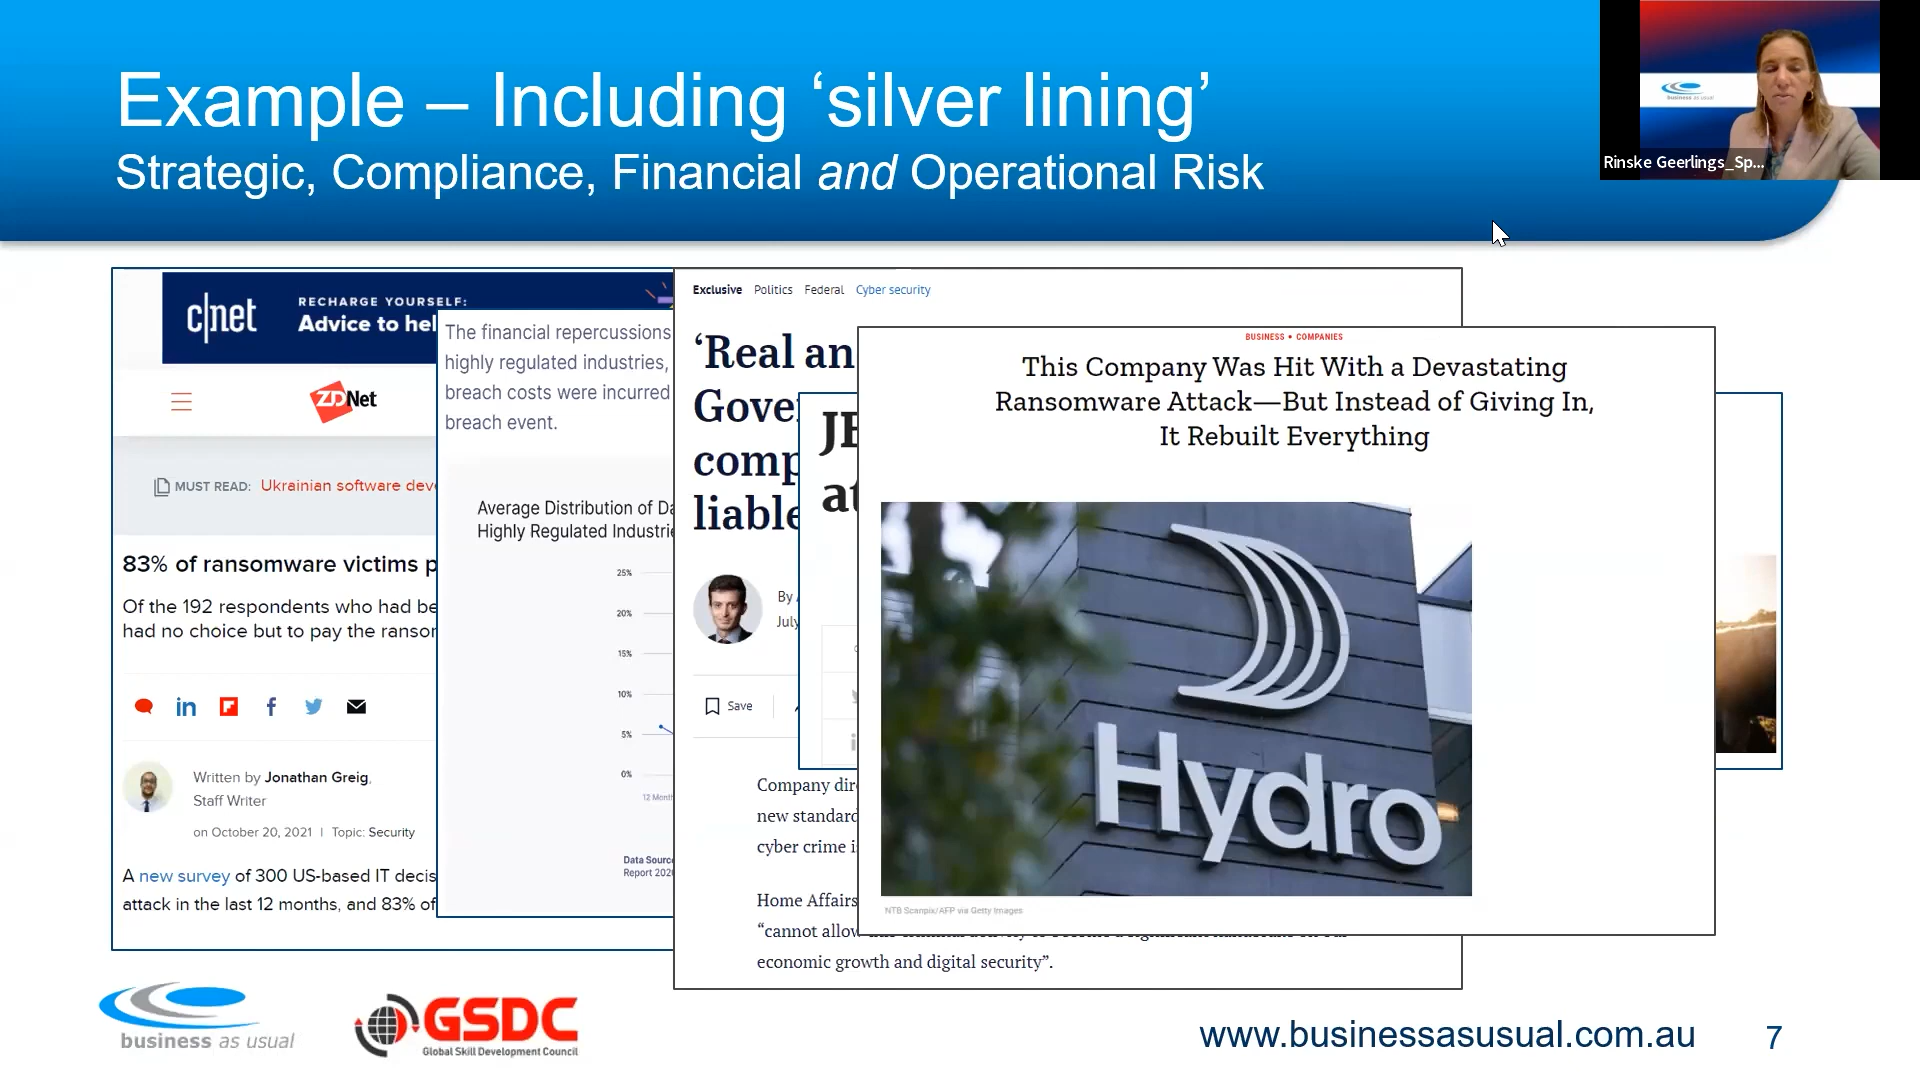 Example – Including ‘silver lining’
Strategic, Compliance, Financial and Operational Risk
Rinske Geerlings_Sp...
c|net
RECHARGE YOURSELF:
Advice to hel
ZDNet
MUST READ: Ukrainian software dev
83% of ransomware victims p
Of the 192 respondents who had be
had no choice but to pay the ranso
Written by Jonathan Greig,
Staff Writer
on October 20, 2021 | Topic: Security
A new survey of 300 US-based IT decis
attack in the last 12 months, and 83% of
The financial repercussions
highly regulated industries,
breach costs were incurred
breach event.
Average Distribution of Da
Highly Regulated Industrie
25%
20%
15%
10%
5%
0%
12 Month
Data Source
Report 202
Exclusive Politics Federal Cyber security
‘Real an
Gove
comp
liable
By
July
Save
Company dir
new standard
cyber crime i
Home Affairs
“cannot allow
economic growth and digital security”.
JB
at
BUSINESS • COMPANIES
This Company Was Hit With a Devastating
Ransomware Attack—But Instead of Giving In,
It Rebuilt Everything
Hydro
NTB Scanpix/AFP via Getty Images
business as usual
GSDC
Global Skill Development Council
www.businessasusual.com.au
7